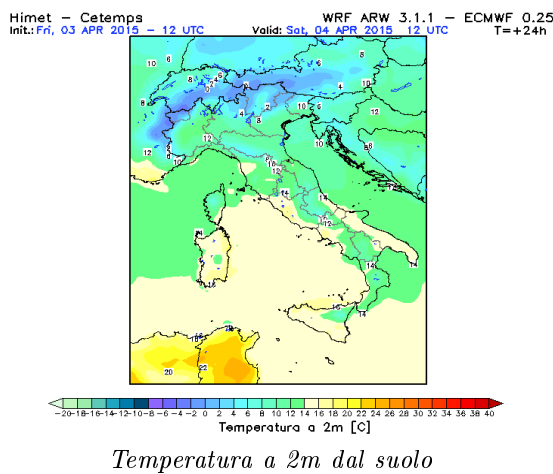 Himet – Cetemps WRF ARW 3.1.1 – ECMWF 0.25
Init.: Fri, 03 APR 2015 – 12 UTC Valid: Sat, 04 APR 2015 12 UTC T=+24h
-20 -18 -16 -14 -12 -10 -8 -6 -4 -2 0 2 4 6 8 10 12 14 16 18 20 22 24 26 28 30 32 34 36 38 40
Temperatura a 2m [C]
Temperatura a 2m dal suolo